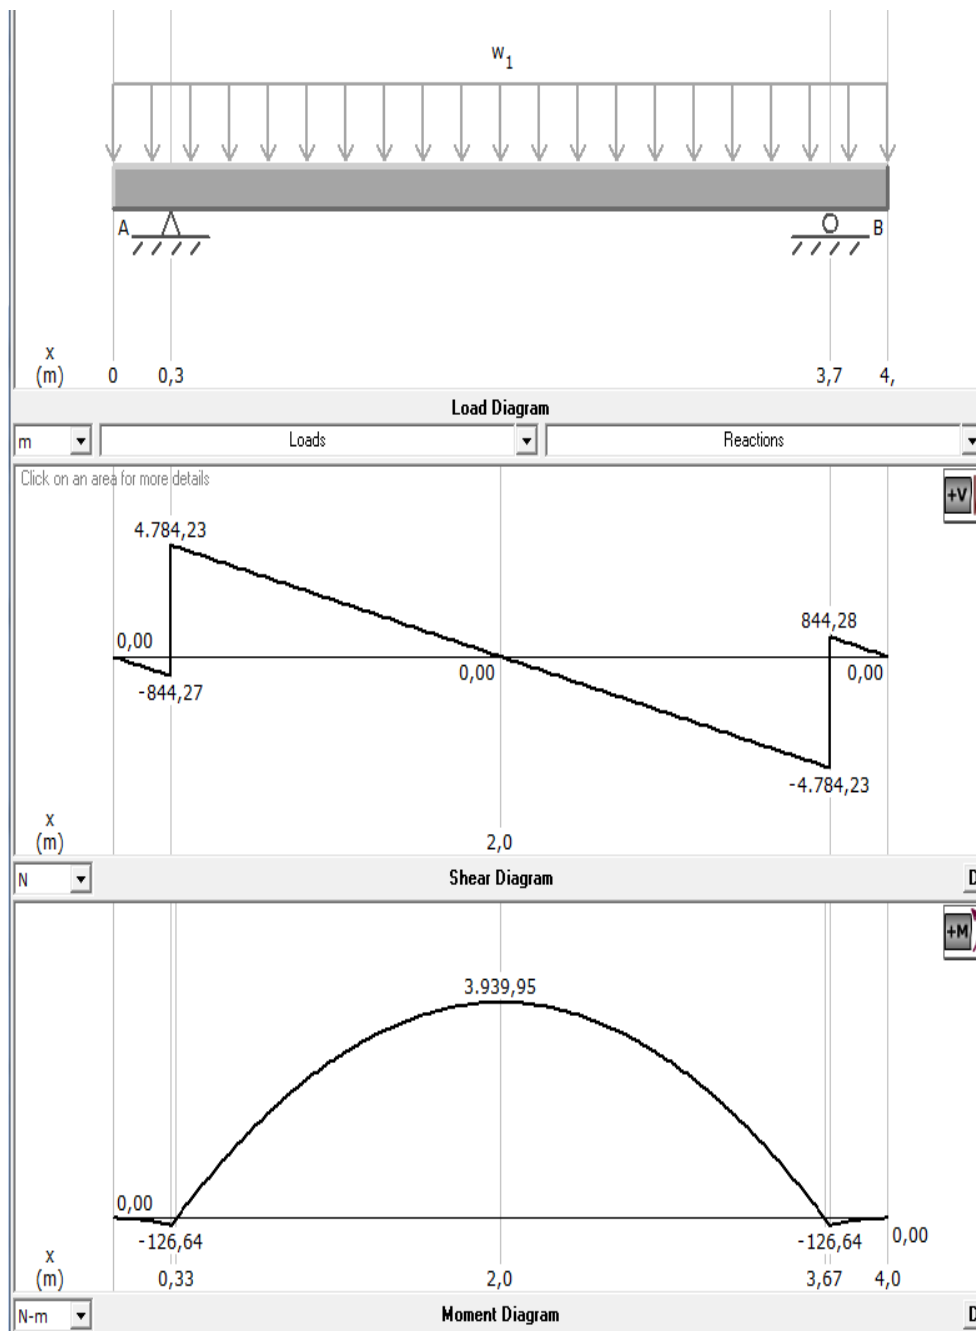 w1
A B
x
(m) 0 0,3 3,7 4,
Load Diagram
m Loads Reactions
Click on an area for more details
+V
4.784,23
844,28
0,00
0,00 0,00
-844,27
-4.784,23
x
(m) 2,0
N Shear Diagram D
+M
3.939,95
0,00
0,00
-126,64 -126,64
x
(m) 0,33 2,0 3,67 4,0
N-m Moment Diagram D